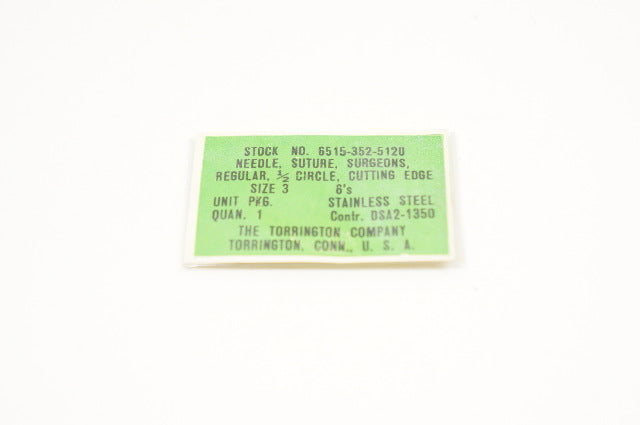 STOCK NO. 6515-352-5120
NEEDLE, SUTURE, SURGEONS,
REGULAR, ½ CIRCLE, CUTTING EDGE
SIZE 3 6's
UNIT PKG. STAINLESS STEEL
QUAN. 1 Contr. DSA2-1350
THE TORRINGTON COMPANY
TORRINGTON, CONN., U. S. A.